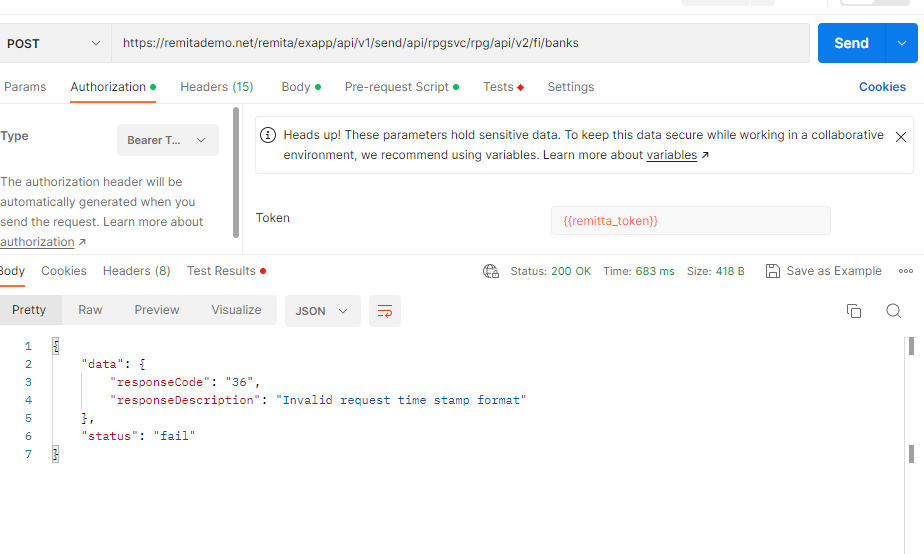 POST
https://remitademo.net/remita/exapp/api/v1/send/api/rpgsvc/rpg/api/v2/fi/banks
Send
Params
Authorization
Headers (15)
Body
Pre-request Script
Tests
Settings
Cookies
Type
Bearer T...
The authorization header will be
automatically generated when you
send the request. Learn more about
authorization ↗
Heads up! These parameters hold sensitive data. To keep this data secure while working in a collaborative
environment, we recommend using variables. Learn more about variables ↗
Token
{{remitta_token}}
Body
Cookies
Headers (8)
Test Results
Status: 200 OK
Time: 683 ms
Size: 418 B
Save as Example
Pretty
Raw
Preview
Visualize
JSON
1 {
2 "data": {
3 "responseCode": "36",
4 "responseDescription": "Invalid request time stamp format"
5 },
6 "status": "fail"
7 }